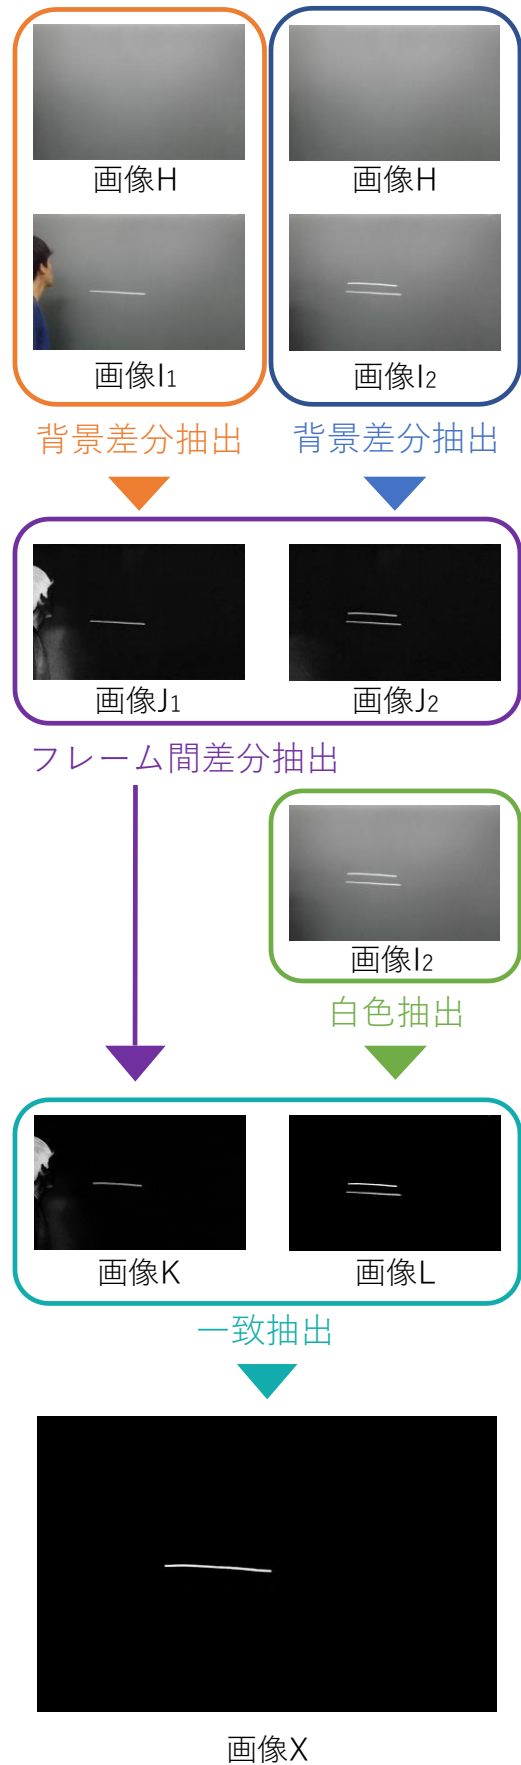 画像H
画像H
画像I1
画像I2
背景差分抽出
背景差分抽出
画像J1
画像J2
フレーム間差分抽出
画像I2
白色抽出
画像K
画像L
一致抽出
画像X